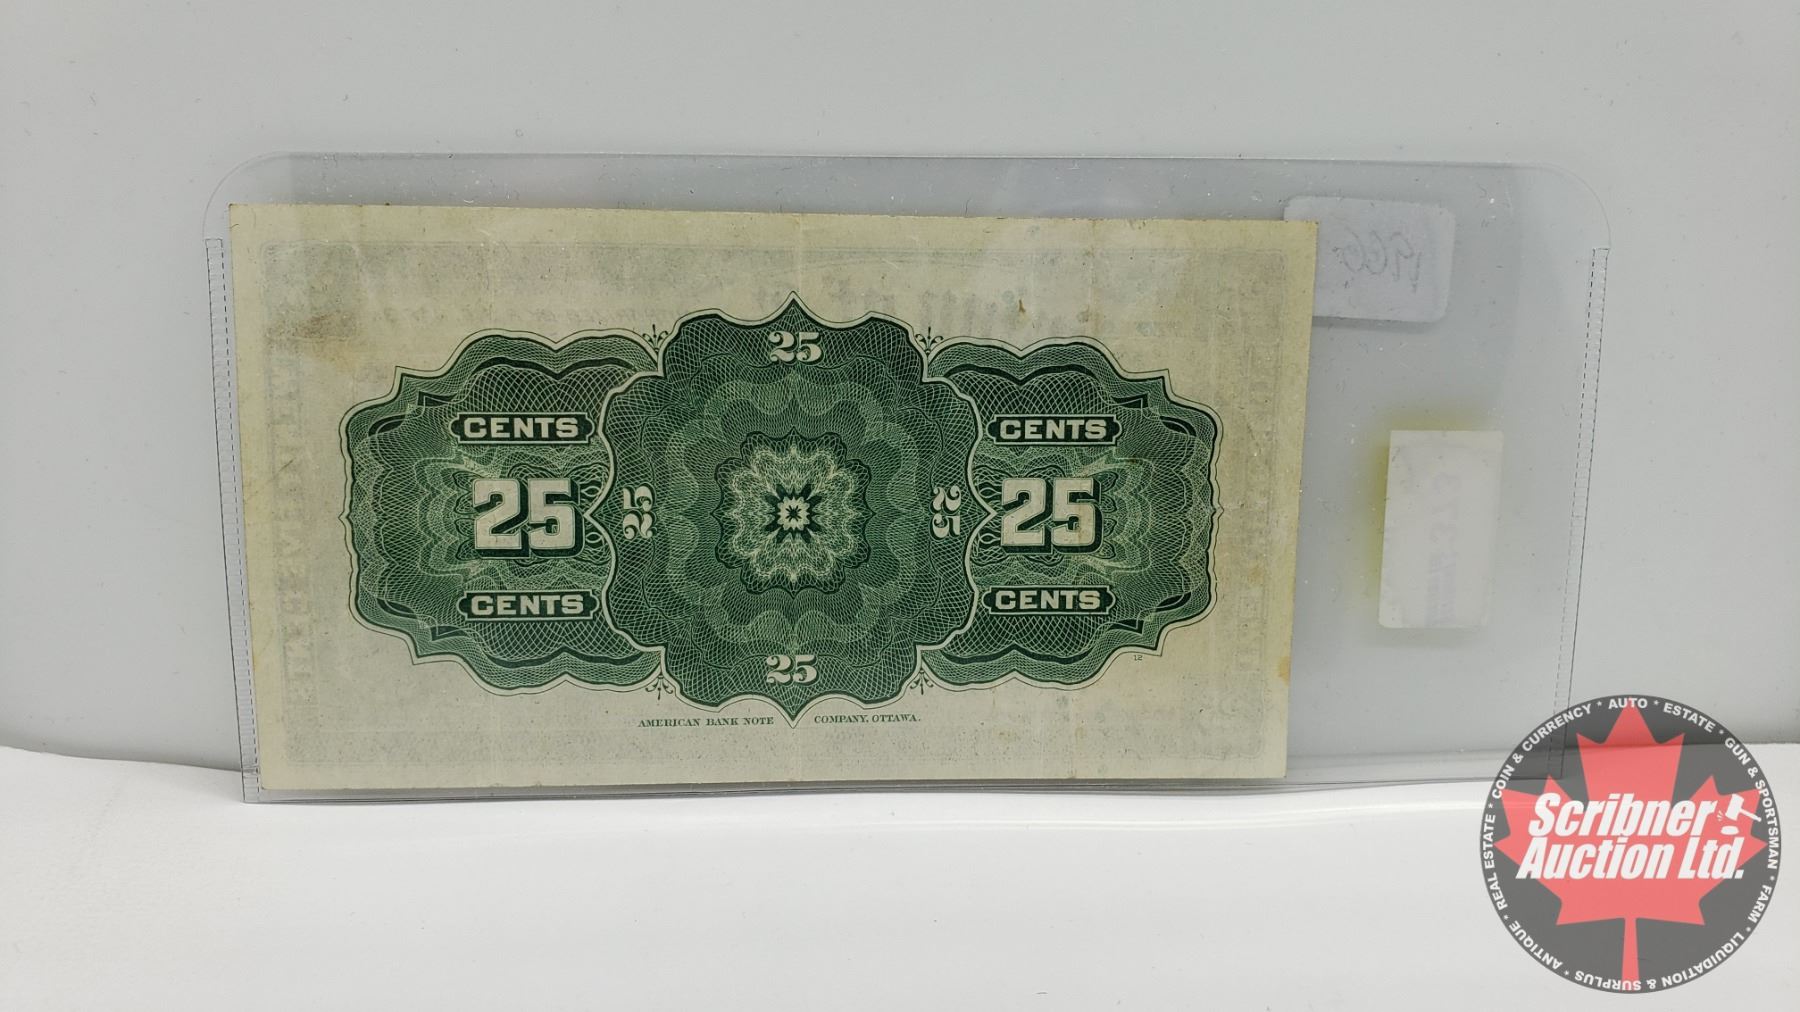 25
CENTS CENTS
25 25 25 25
CENTS CENTS
25
12
AMERICAN BANK NOTE COMPANY, OTTAWA.
Scribner
Auction Ltd.
REAL ESTATE * COIN & CURRENCY * AUTO * ESTATE * GUN & SPORTSMAN * FARM * LIQUIDATION & SURPLUS * ANTIQUE *